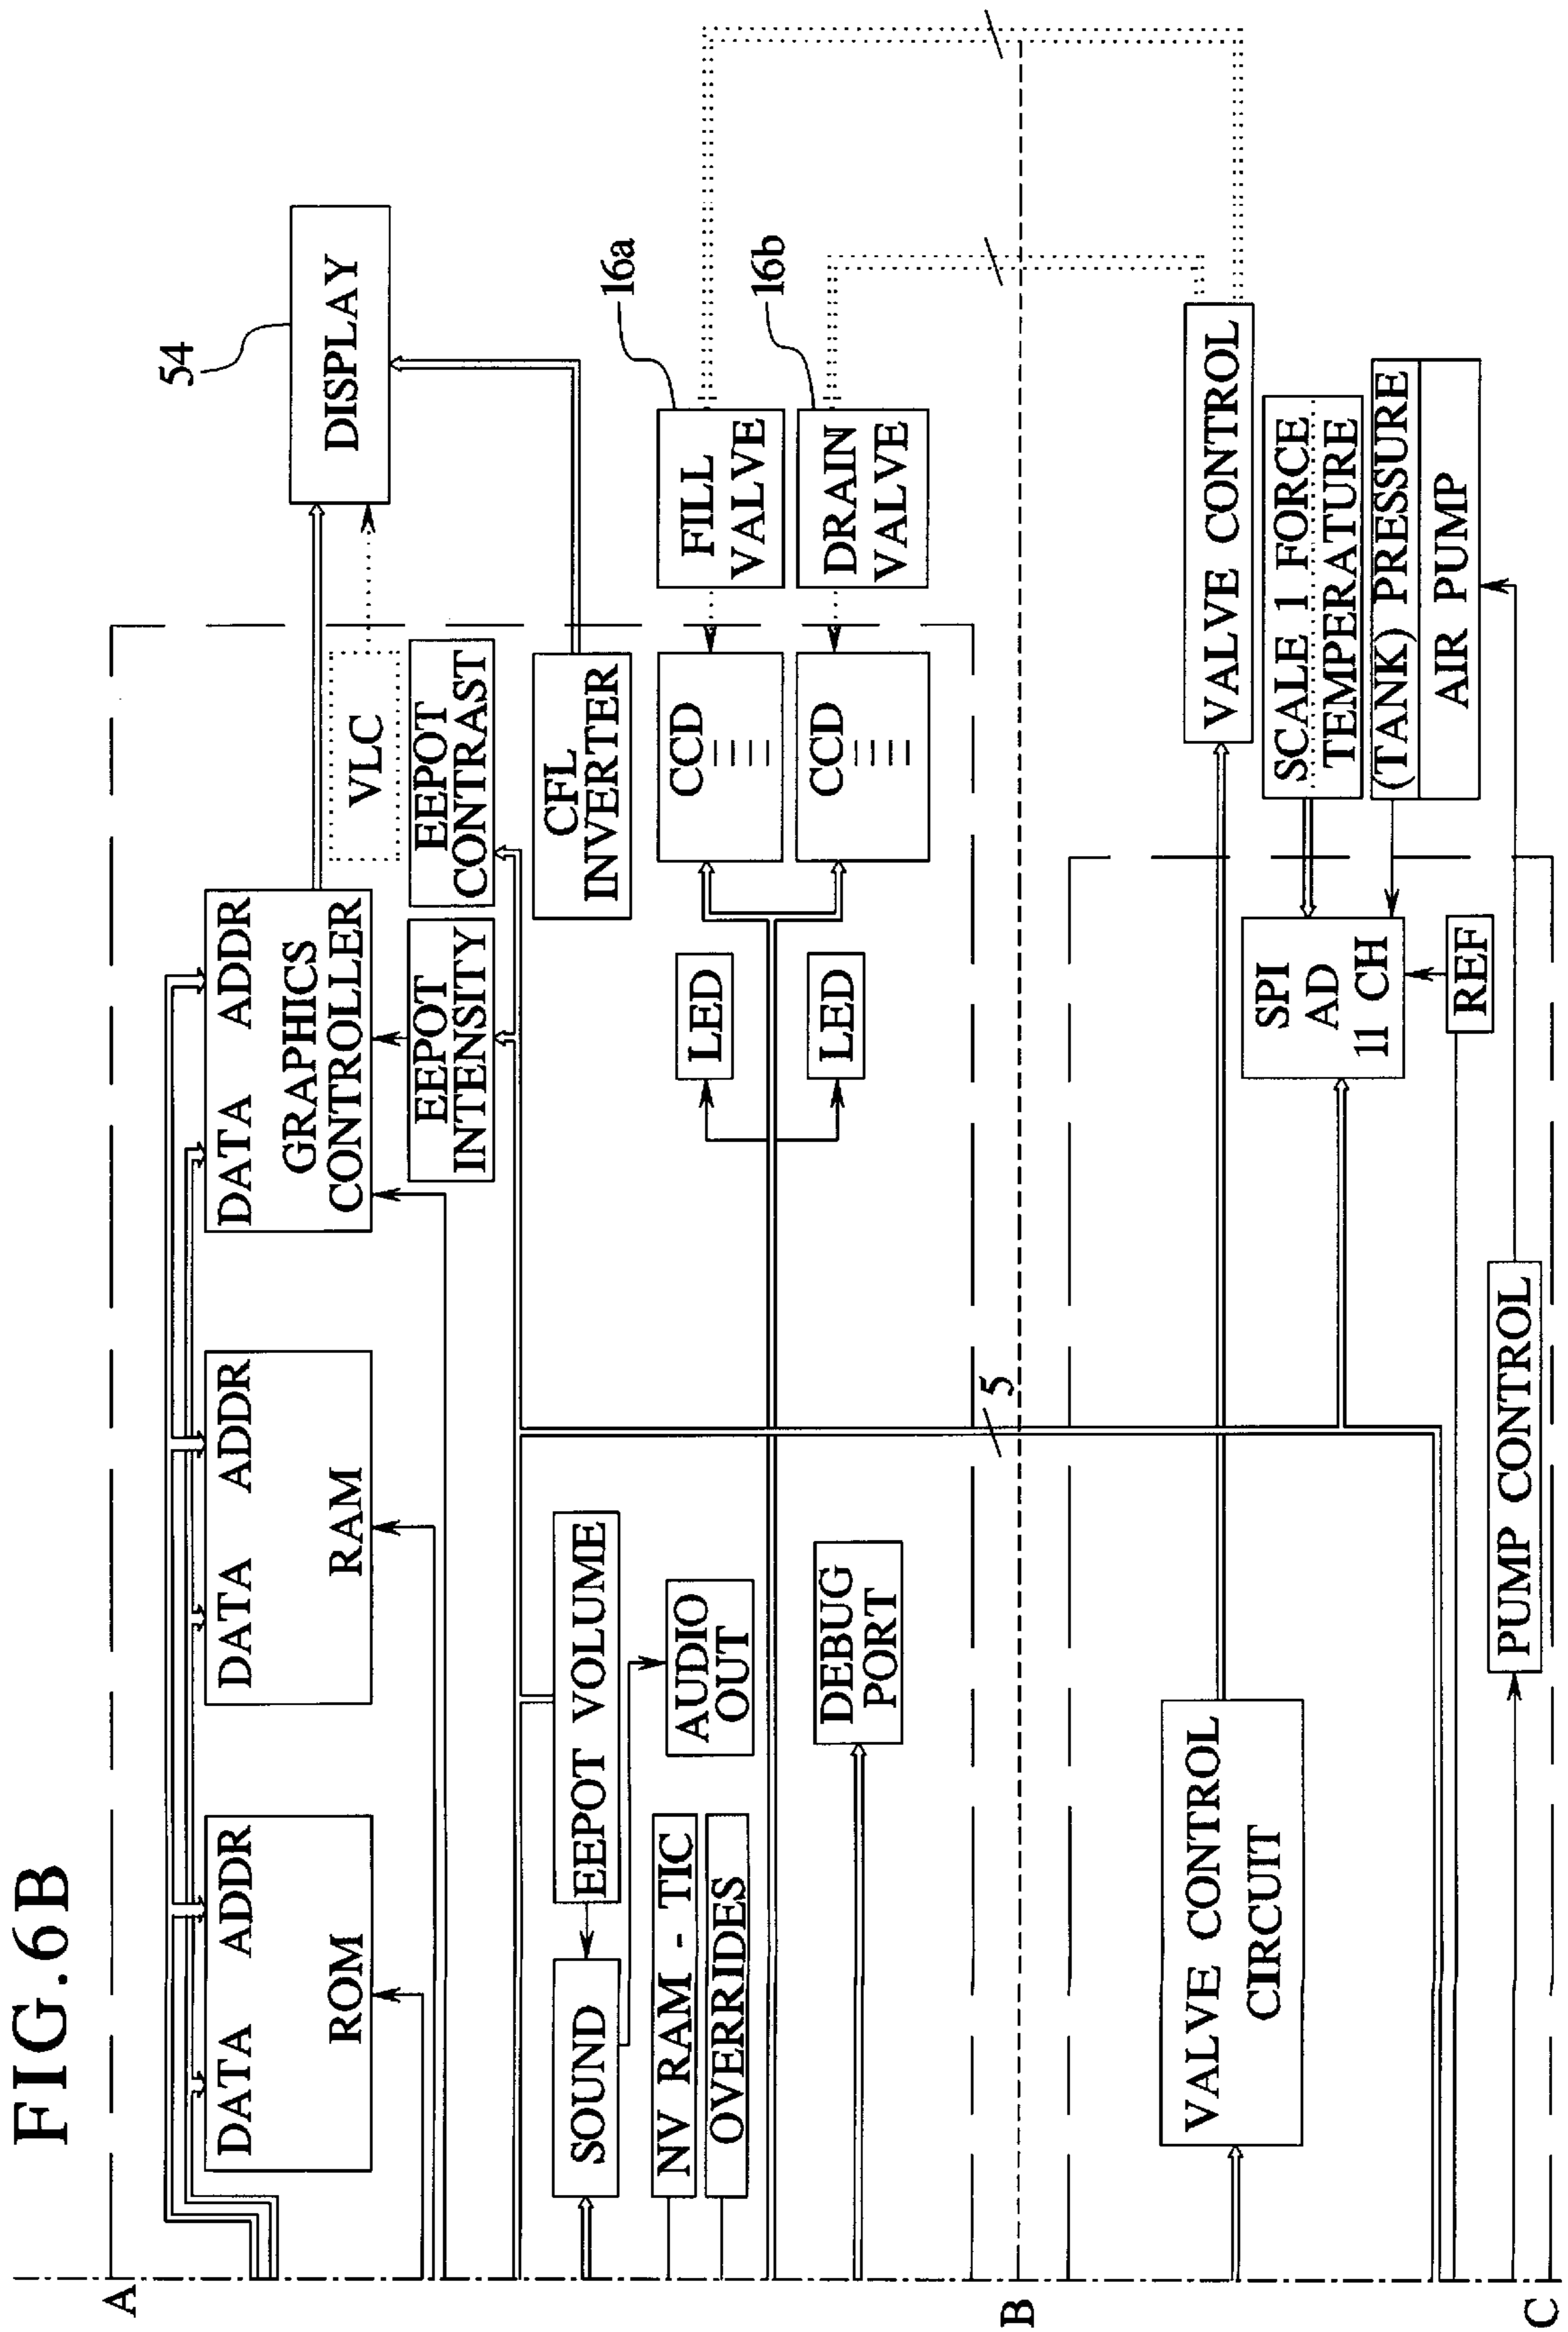 FIG.6B
A
DATA ADDR
ROM
DATA ADDR
RAM
DATA ADDR
GRAPHICS
CONTROLLER
54
DISPLAY
VLC
EEPOT
INTENSITY
EEPOT
CONTRAST
CFL
INVERTER
SOUND
EEPOT VOLUME
AUDIO
OUT
NV RAM - TIC
OVERRIDES
DEBUG
PORT
LED
LED
CCD
CCD
FILL
VALVE
16a
DRAIN
VALVE
16b
5
B
VALVE CONTROL
CIRCUIT
VALVE CONTROL
SPI
AD
11 CH
SCALE 1 FORCE
TEMPERATURE
(TANK) PRESSURE
AIR PUMP
REF
PUMP CONTROL
C